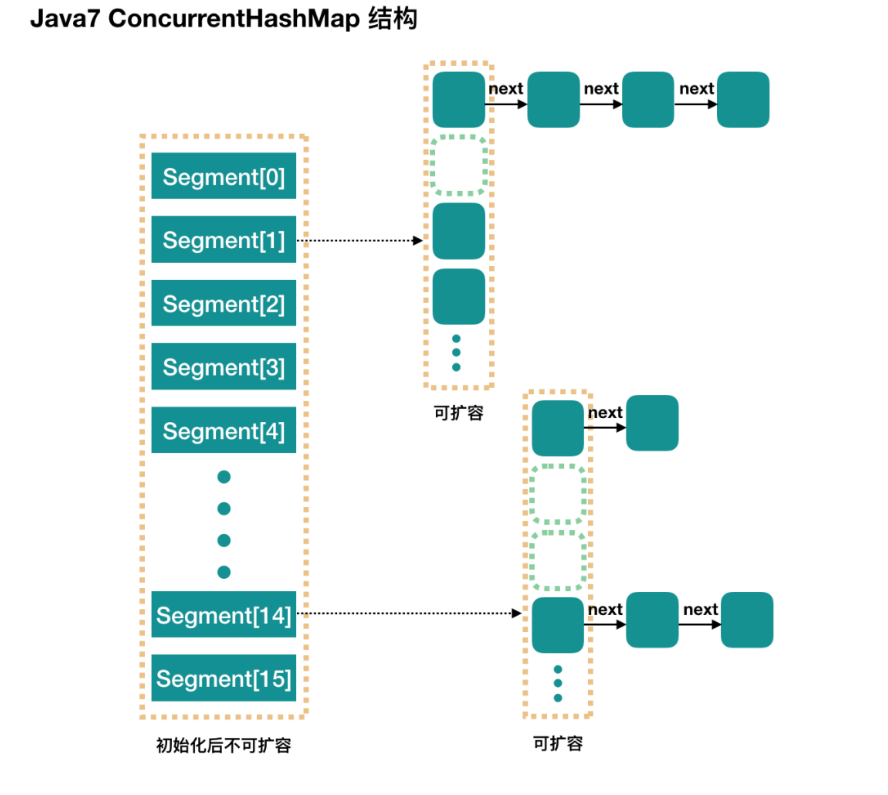 Java7 ConcurrentHashMap 结构
next
next
next
Segment[0]
Segment[1]
Segment[2]
Segment[3]
Segment[4]
可扩容
next
Segment[14]
next
next
Segment[15]
初始化后不可扩容
可扩容